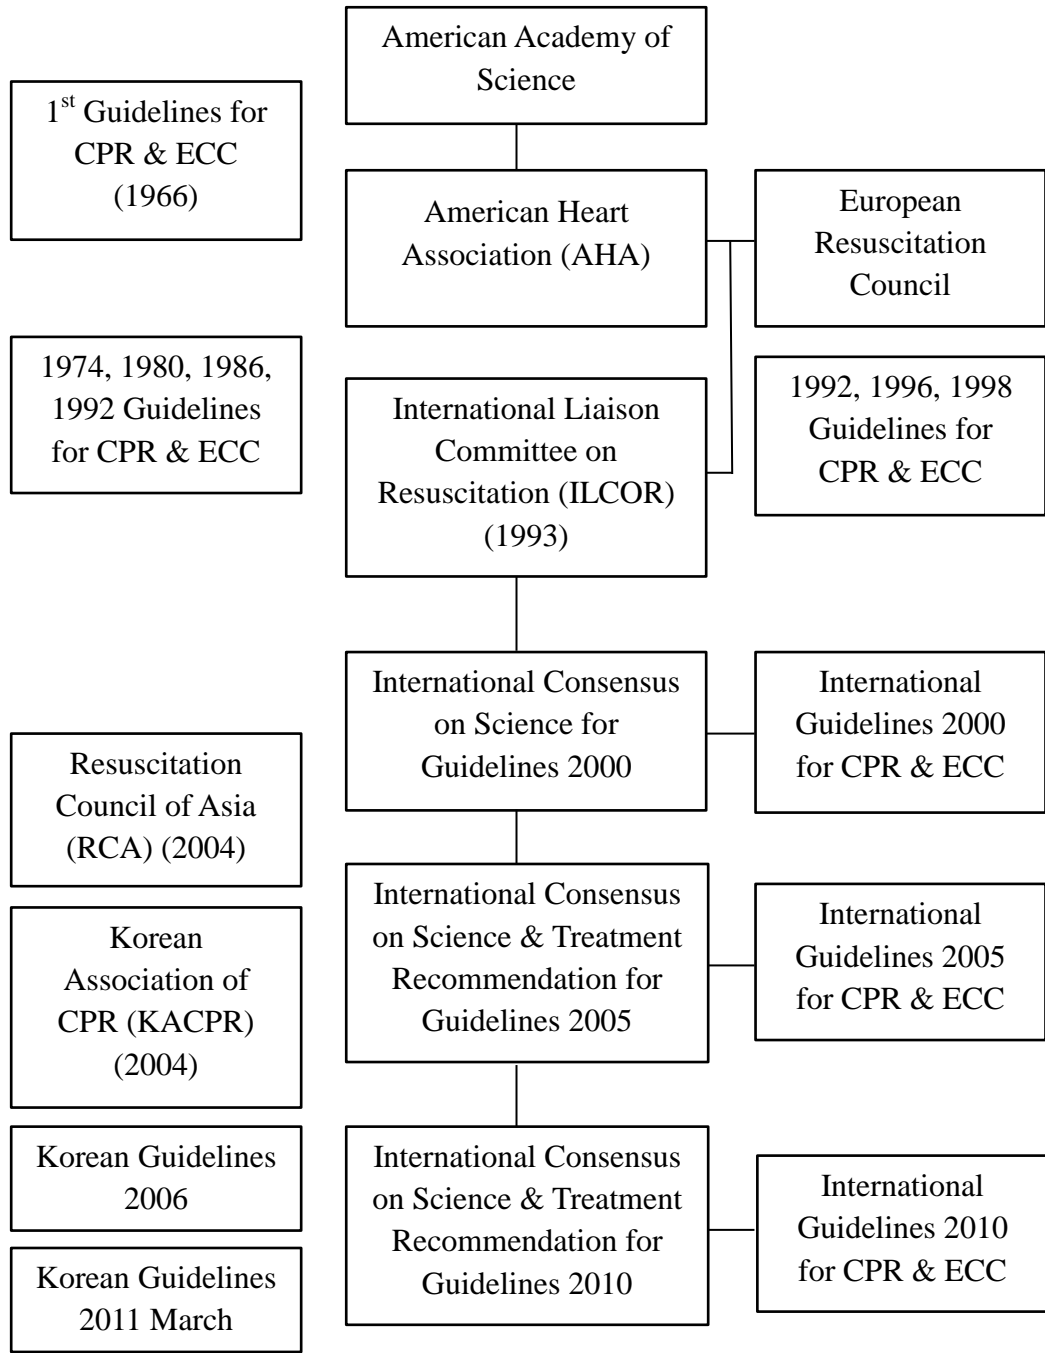 American Academy of
Science
1st Guidelines for
CPR & ECC
(1966)
American Heart
Association (AHA)
European
Resuscitation
Council
1974, 1980, 1986,
1992 Guidelines
for CPR & ECC
International Liaison
Committee on
Resuscitation (ILCOR)
(1993)
1992, 1996, 1998
Guidelines for
CPR & ECC
International Consensus
on Science for
Guidelines 2000
International
Guidelines 2000
for CPR & ECC
Resuscitation
Council of Asia
(RCA) (2004)
International Consensus
on Science & Treatment
Recommendation for
Guidelines 2005
International
Guidelines 2005
for CPR & ECC
Korean
Association of
CPR (KACPR)
(2004)
Korean Guidelines
2006
International Consensus
on Science & Treatment
Recommendation for
Guidelines 2010
International
Guidelines 2010
for CPR & ECC
Korean Guidelines
2011 March